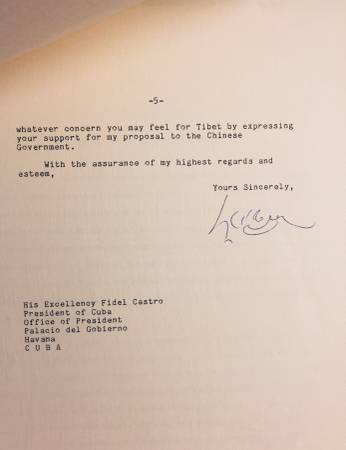 -5-
whatever concern you may feel for Tibet by expressing
your support for my proposal to the Chinese
Government.
With the assurance of my highest regards and
esteem,
Yours Sincerely,
His Excellency Fidel Castro
President of Cuba
Office of President
Palacio del Gobierno
Havana
C U B A